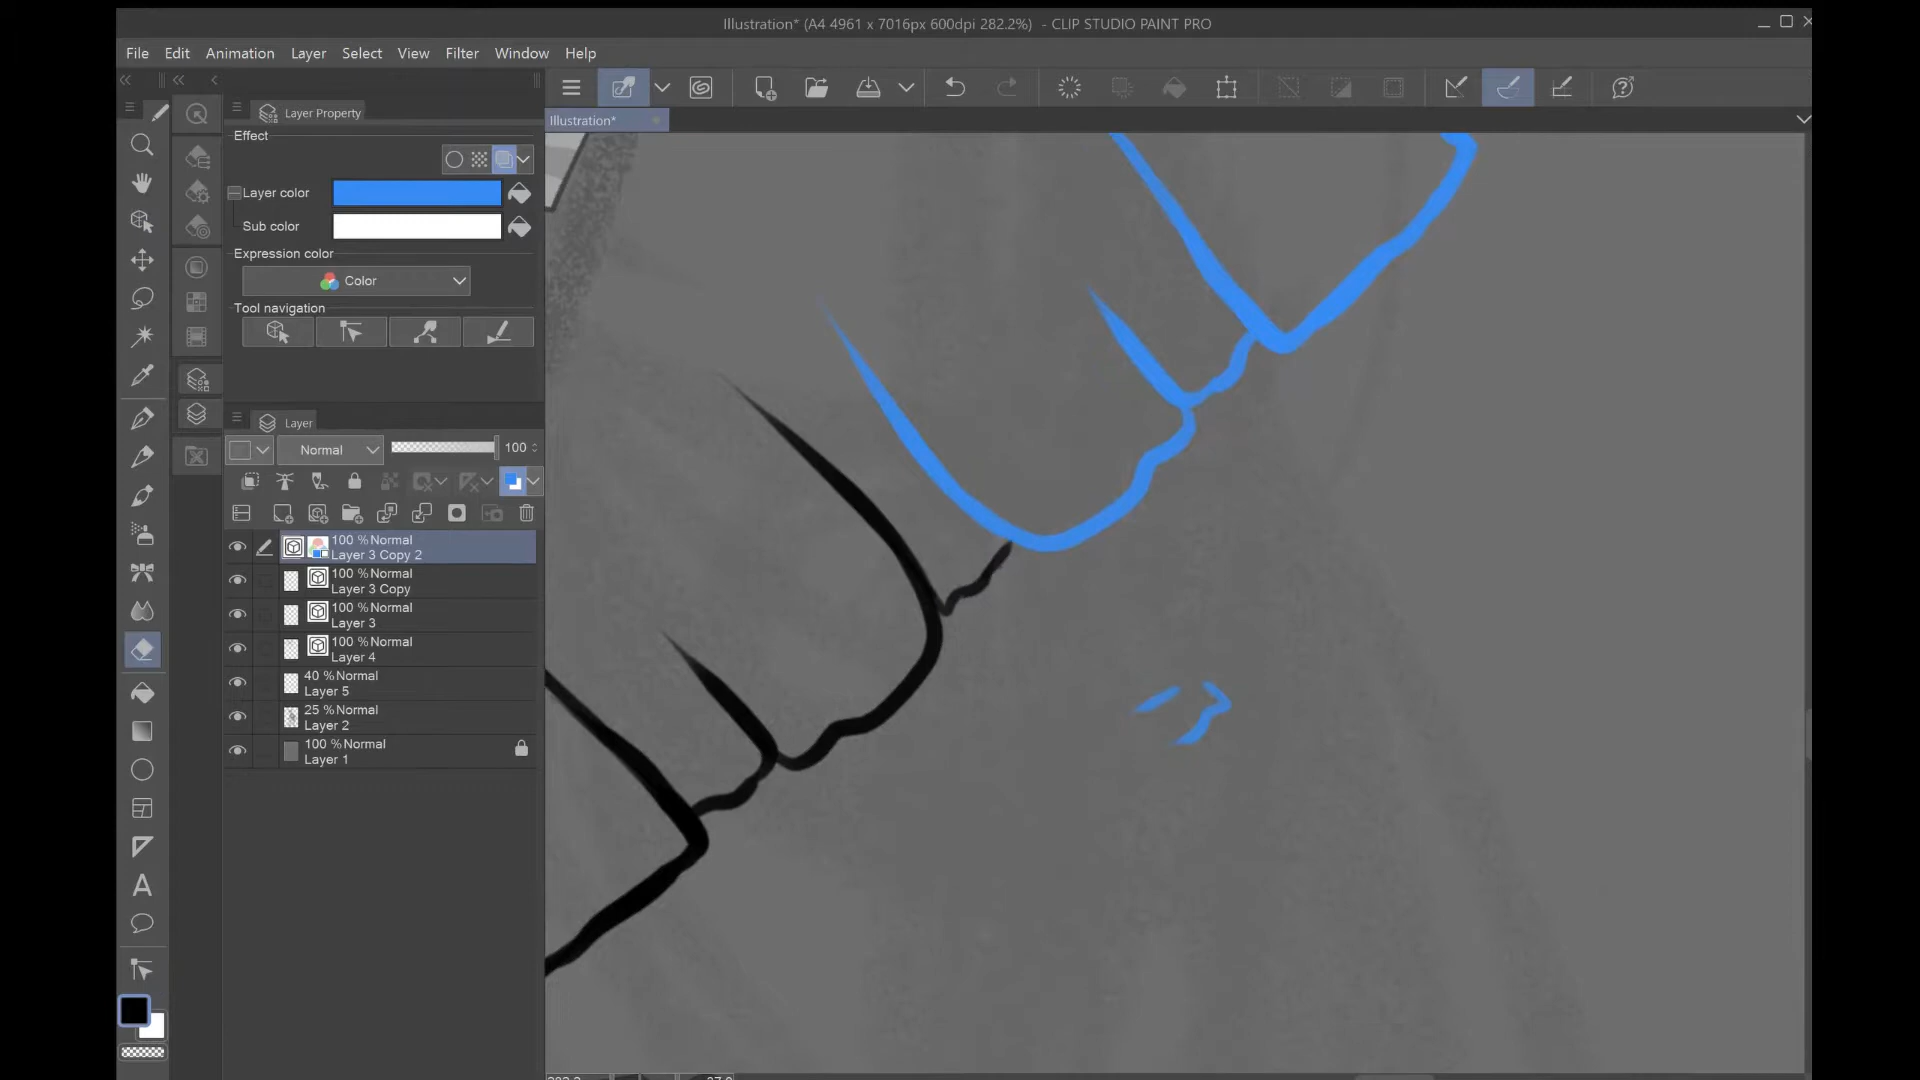 Illustration* (A4 4961 x 7016px 600dpi 282.2%) - CLIP STUDIO PAINT PRO
File Edit Animation Layer Select View Filter Window Help
Layer Property
Illustration*
Effect
Layer color
Sub color
Expression color
Color
Tool navigation
Layer
Normal 100
100 % Normal
Layer 3 Copy 2
100 % Normal
Layer 3 Copy
100 % Normal
Layer 3
100 % Normal
Layer 4
40 % Normal
Layer 5
25 % Normal
Layer 2
100 % Normal
Layer 1